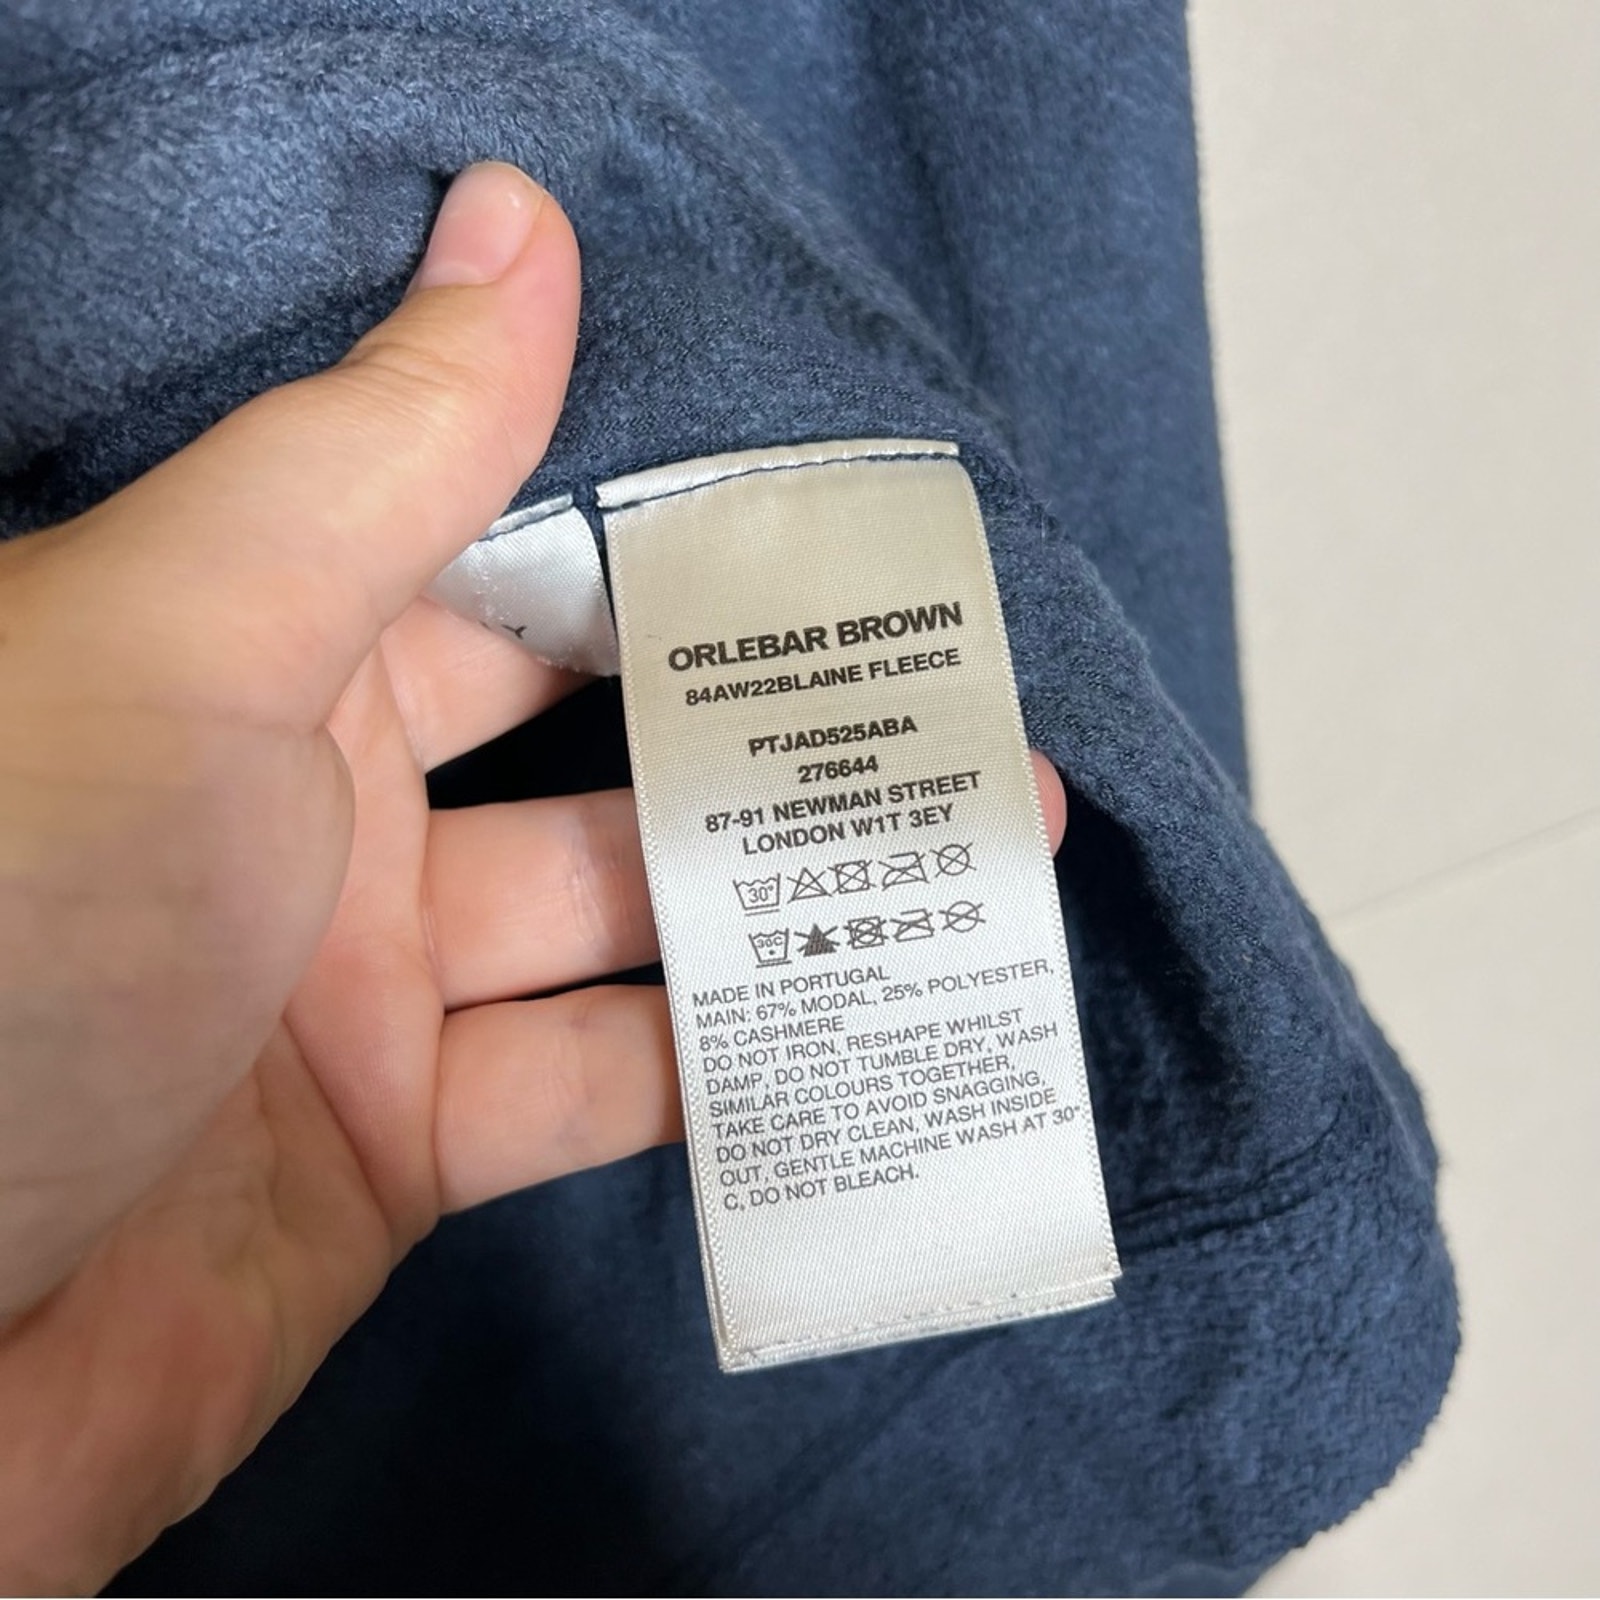 ORLEBAR BROWN
84AW22BLAINE FLEECE
PTJAD525ABA
276644
87-91 NEWMAN STREET
LONDON W1T 3EY
30°
30C
MADE IN PORTUGAL
MAIN: 67% MODAL, 25% POLYESTER,
8% CASHMERE
DO NOT IRON, RESHAPE WHILST
DAMP, DO NOT TUMBLE DRY, WASH
SIMILAR COLOURS TOGETHER,
TAKE CARE TO AVOID SNAGGING,
DO NOT DRY CLEAN, WASH INSIDE
OUT, GENTLE MACHINE WASH AT 30°
C, DO NOT BLEACH.